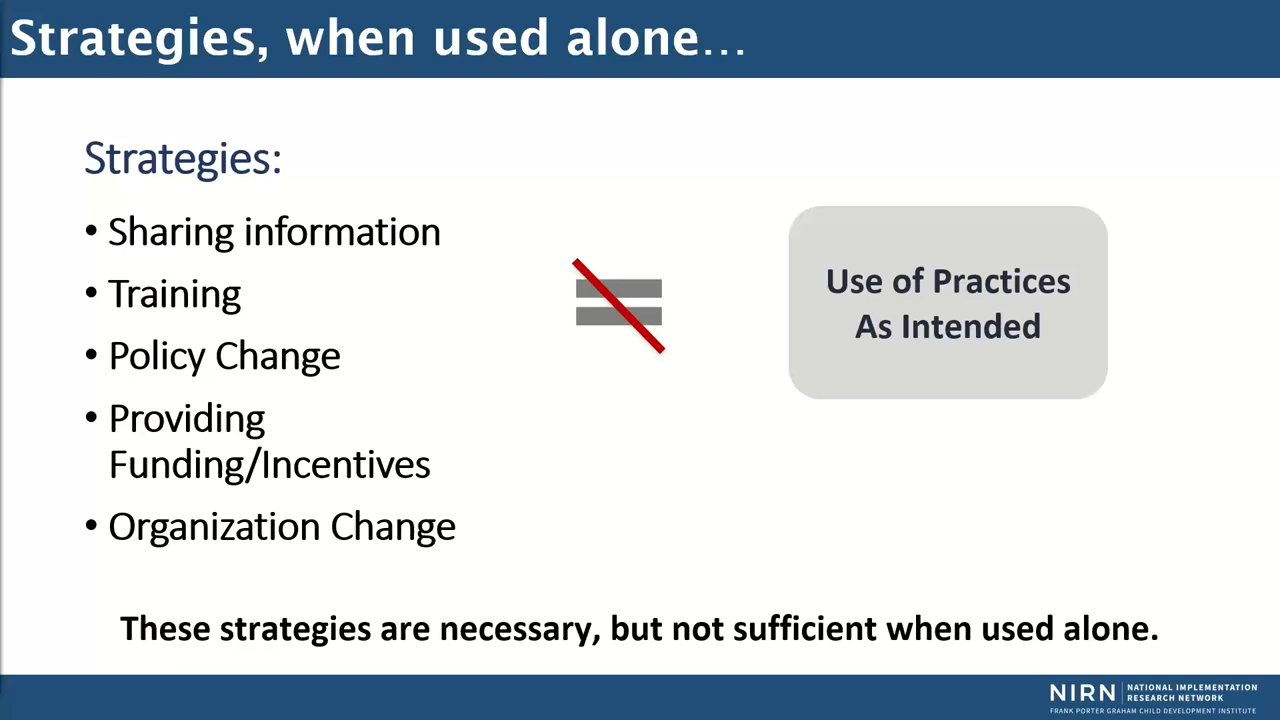 Strategies, when used alone…
Strategies:
• Sharing information
• Training
• Policy Change
• Providing
Funding/Incentives
• Organization Change
Use of Practices
As Intended
These strategies are necessary, but not sufficient when used alone.
NIRN
NATIONAL IMPLEMENTATION
RESEARCH NETWORK
FRANK PORTER GRAHAM CHILD DEVELOPMENT INSTITUTE